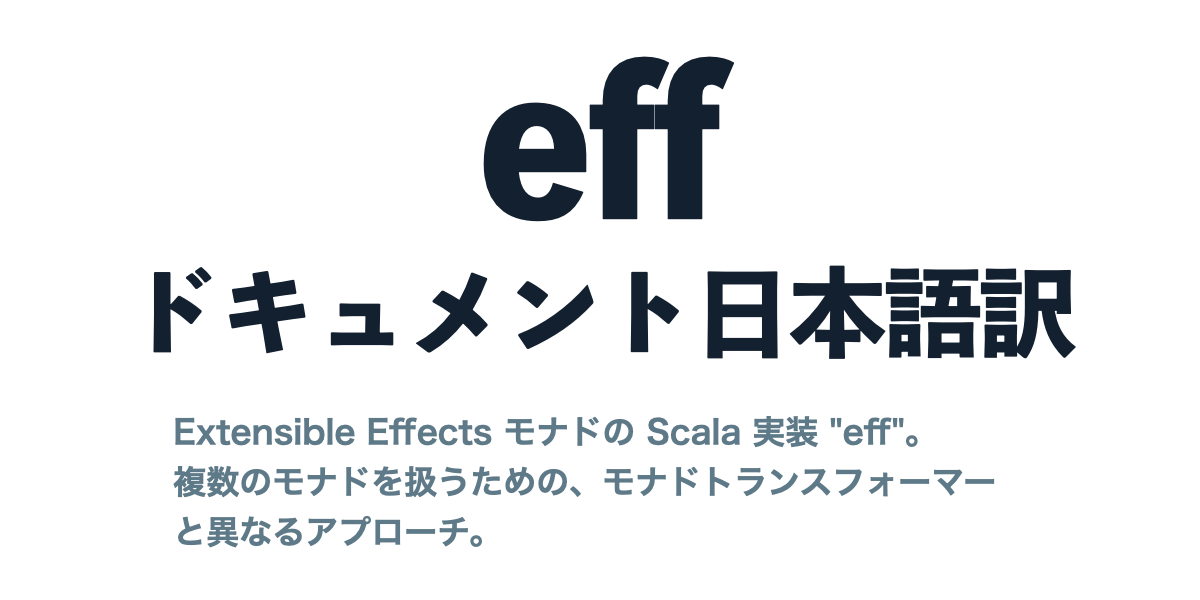 eff
ドキュメント日本語訳
Extensible Effects モナドの Scala 実装 "eff"。
複数のモナドを扱うための、モナドトランスフォーマー
と異なるアプローチ。